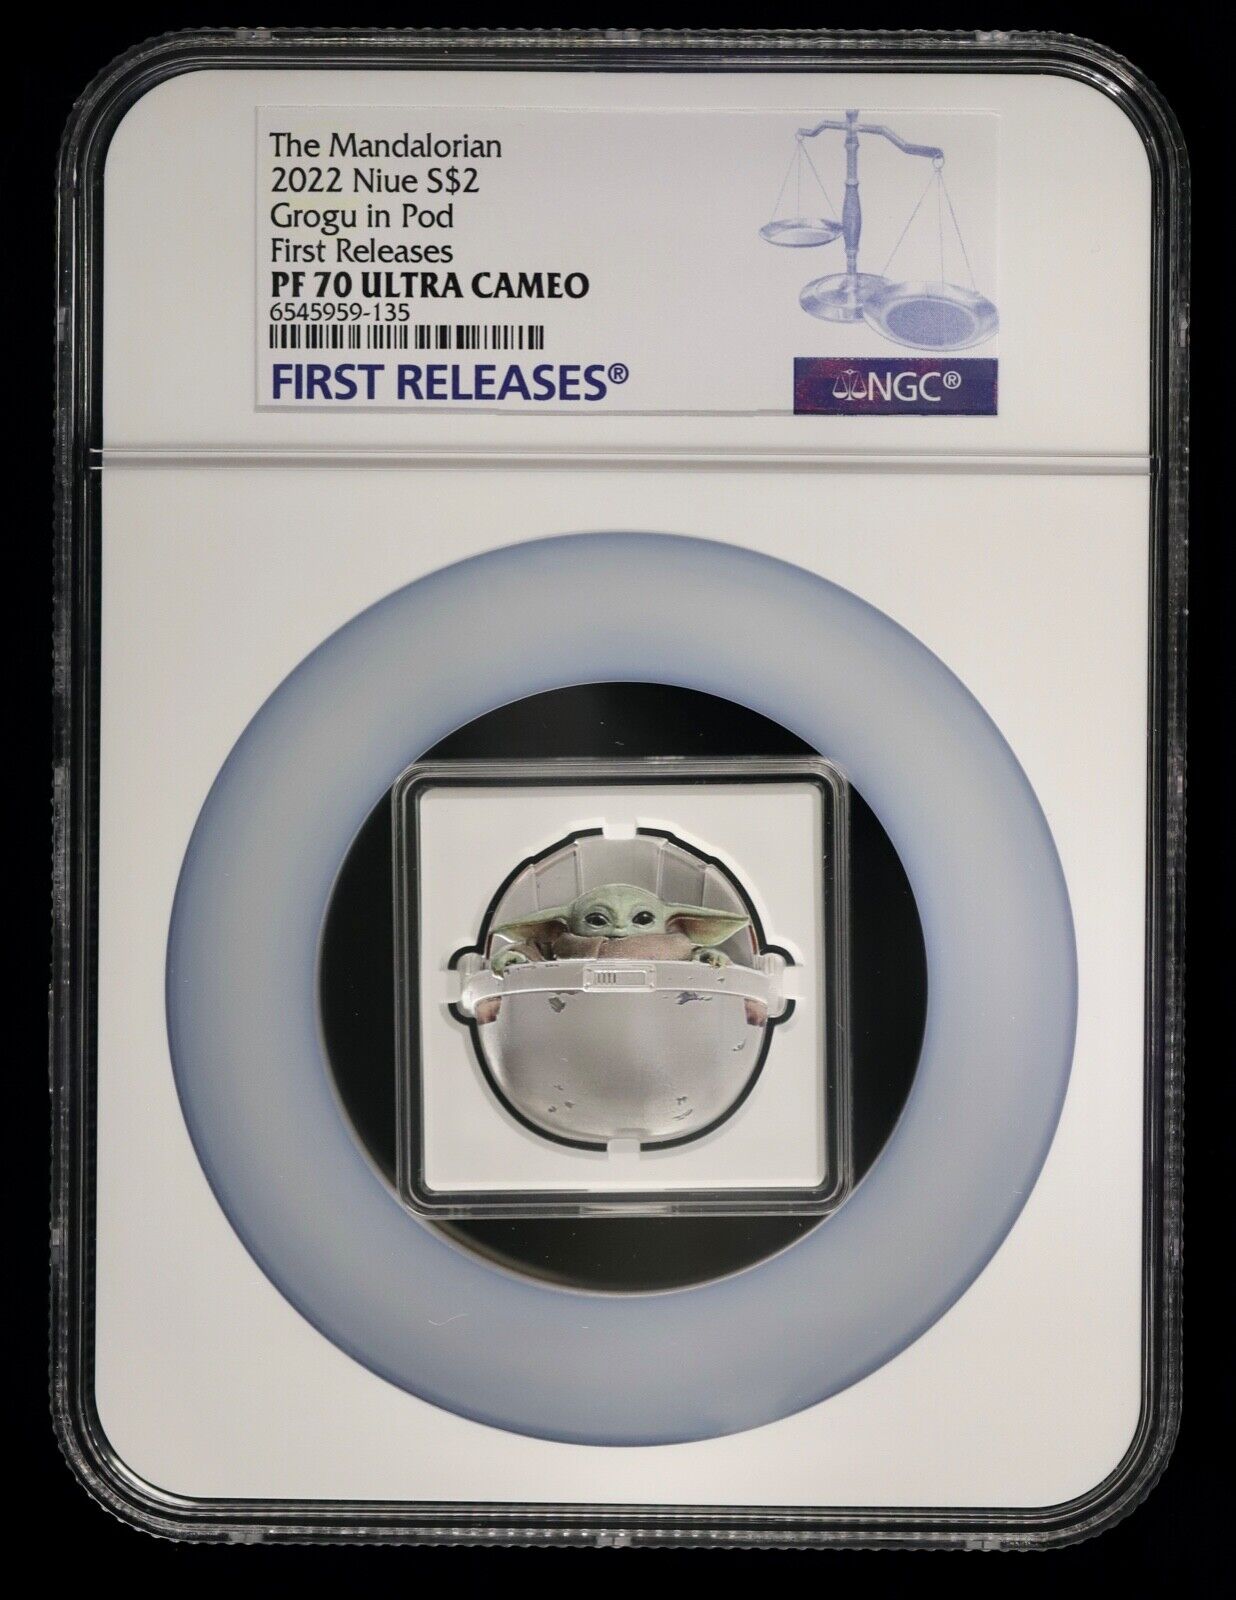 The Mandalorian
2022 Niue S$2
Grogu in Pod
First Releases
PF 70 ULTRA CAMEO
6545959-135
FIRST RELEASES®
NGC®